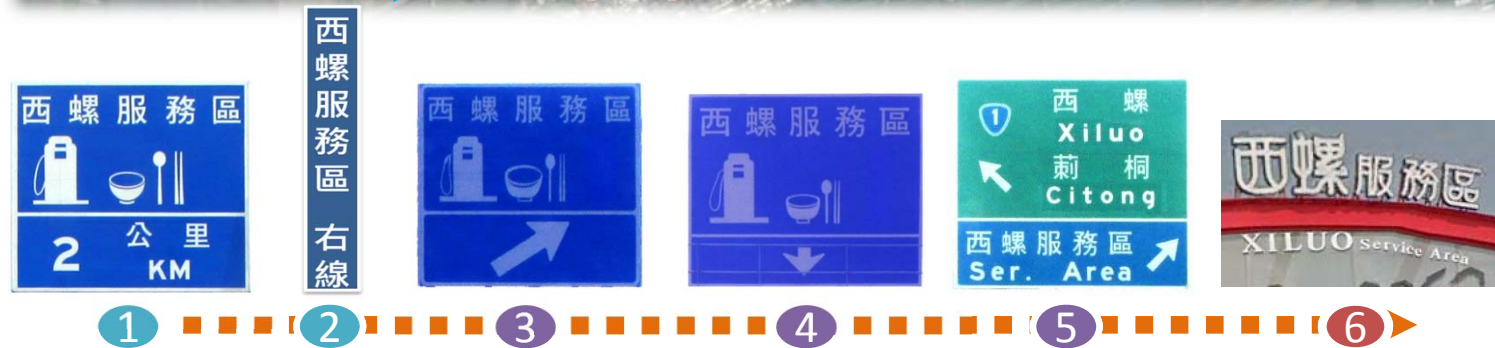 西螺服務區
2 公里
KM
西螺服務區 右線
西螺服務區
西螺服務區
1
西螺
Xiluo
莿桐
Citong
西螺服務區
Ser. Area
西螺服務區
XILUO Service Area
1
2
3
4
5
6